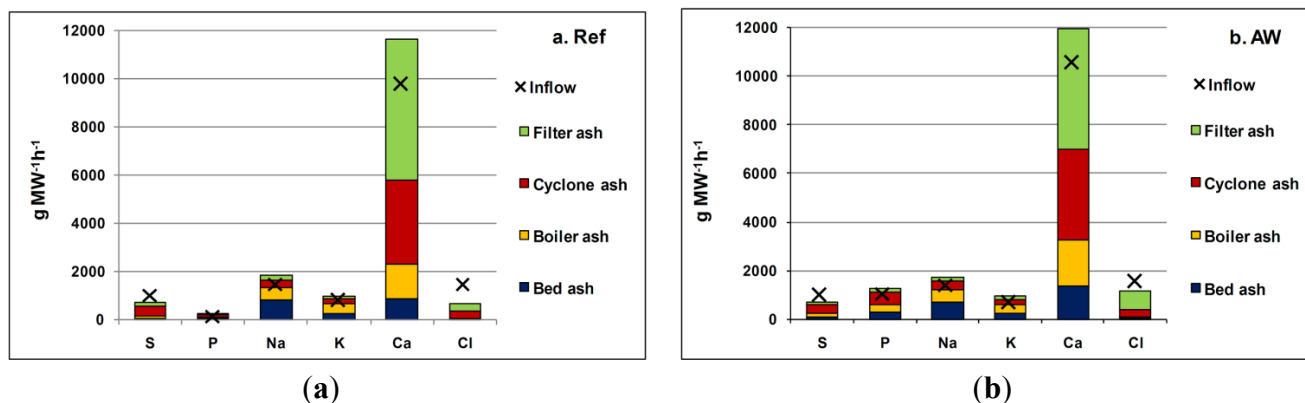 a. Ref
12000
10000
8000
6000
4000
2000
0
g MW-1h-1
S P Na K Ca Cl
Inflow
Filter ash
Cyclone ash
Boiler ash
Bed ash
(a)
b. AW
12000
10000
8000
6000
4000
2000
0
g MW-1h-1
S P Na K Ca Cl
Inflow
Filter ash
Cyclone ash
Boiler ash
Bed ash
(b)